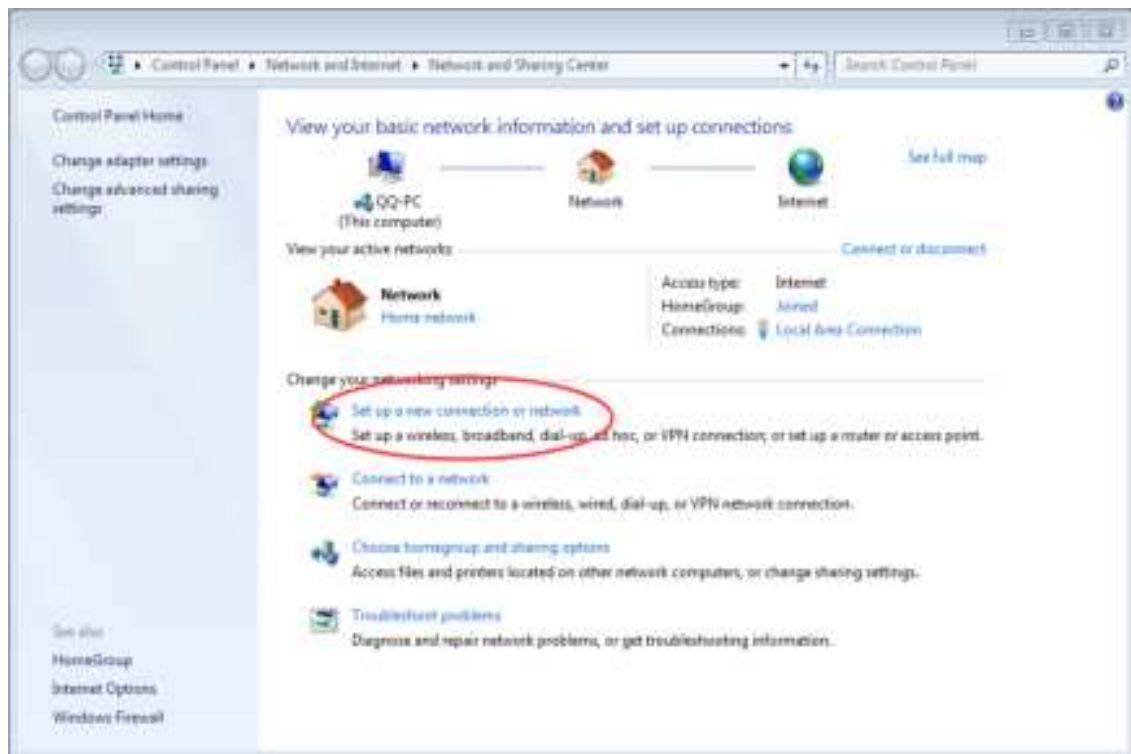 Control Panel ▸ Network and Internet ▸ Network and Sharing Center
Search Control Panel
Control Panel Home
Change adapter settings
Change advanced sharing
settings
View your basic network information and set up connections
See full map
QQ-PC
(This computer)
Network
Internet
View your active networks
Connect or disconnect
Network
Home network
Access type: Internet
HomeGroup: Joined
Connections: Local Area Connection
Change your networking settings
Set up a new connection or network
Set up a wireless, broadband, dial-up, ad hoc, or VPN connection; or set up a router or access point.
Connect to a network
Connect or reconnect to a wireless, wired, dial-up, or VPN network connection.
Choose homegroup and sharing options
Access files and printers located on other network computers, or change sharing settings.
Troubleshoot problems
Diagnose and repair network problems, or get troubleshooting information.
See also
HomeGroup
Internet Options
Windows Firewall